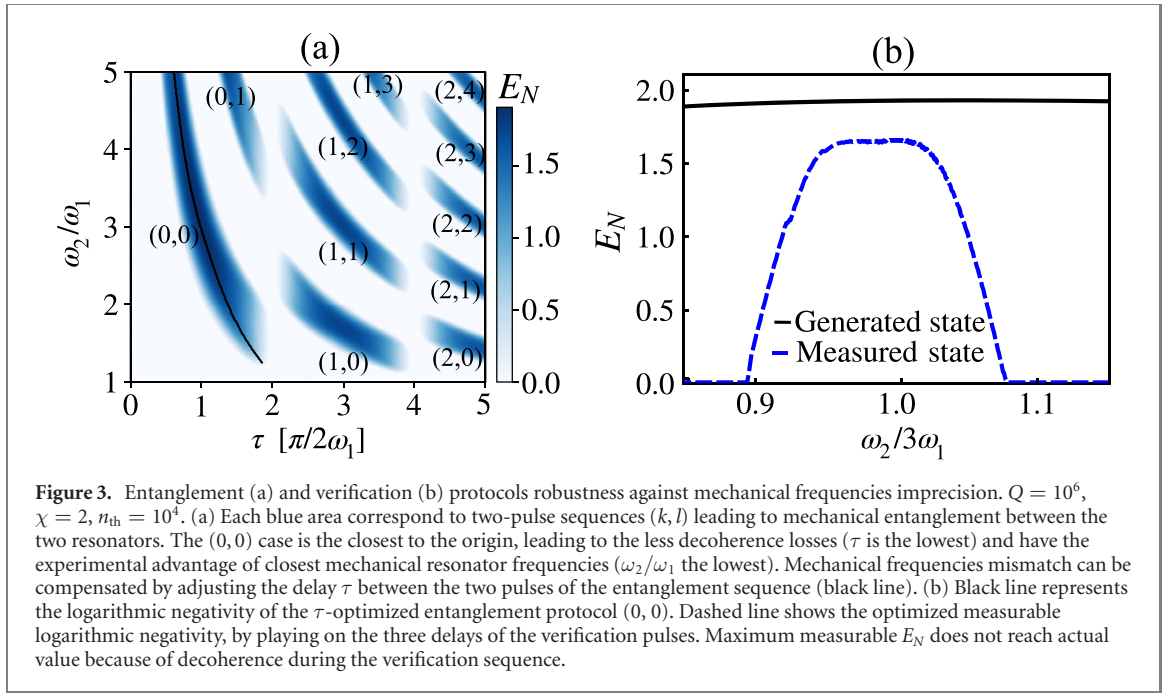 (a)
(b)
5
4
3
2
1
ω₂/ω₁
(0,1)
(1,3)
(2,4)
(1,2)
(2,3)
(0,0)
(2,2)
(1,1)
(2,1)
(1,0)
(2,0)
0 1 2 3 4 5
τ [π/2ω₁]
E_N
1.5
1.0
0.5
0.0
2.0
1.5
1.0
0.5
0.0
E_N
Generated state
Measured state
0.9 1.0 1.1
ω₂/3ω₁
Figure 3. Entanglement (a) and verification (b) protocols robustness against mechanical frequencies imprecision. Q = 10⁶,
χ = 2, n_th = 10⁴. (a) Each blue area correspond to two-pulse sequences (k, l) leading to mechanical entanglement between the
two resonators. The (0, 0) case is the closest to the origin, leading to the less decoherence losses (τ is the lowest) and have the
experimental advantage of closest mechanical resonator frequencies (ω₂/ω₁ the lowest). Mechanical frequencies mismatch can be
compensated by adjusting the delay τ between the two pulses of the entanglement sequence (black line). (b) Black line represents
the logarithmic negativity of the τ-optimized entanglement protocol (0, 0). Dashed line shows the optimized measurable
logarithmic negativity, by playing on the three delays of the verification pulses. Maximum measurable E_N does not reach actual
value because of decoherence during the verification sequence.